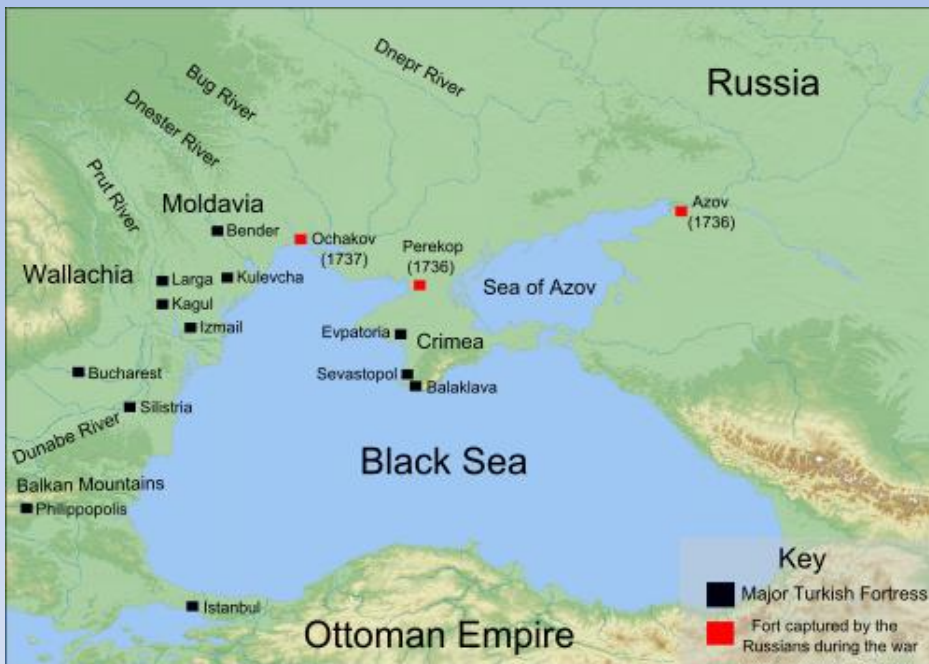 Dnepr River
Russia
Bug River
Dnester River
Prut River
Moldavia
Bender
Ochakov
(1737)
Perekop
(1736)
Azov
(1736)
Wallachia
Larga
Kulevcha
Sea of Azov
Kagul
Izmail
Evpatoria
Crimea
Bucharest
Sevastopol
Balaklava
Silistria
Dunabe River
Black Sea
Balkan Mountains
Philippopolis
Istanbul
Ottoman Empire
Key
Major Turkish Fortress
Fort captured by the
Russians during the war